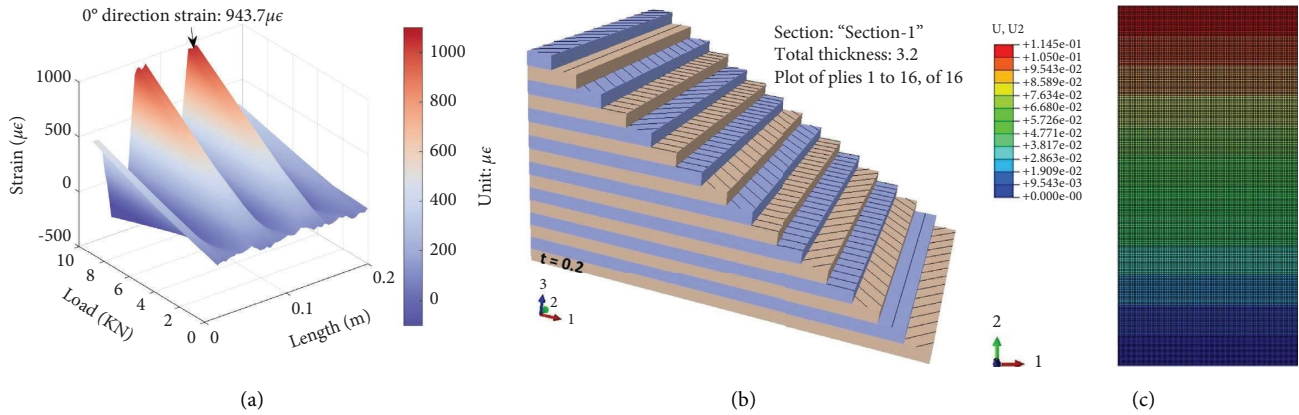 0° direction strain: 943.7µϵ
1000
500
0
-500
Strain (µϵ)
10
8
6
4
2
0
Load (KN)
0
0.1
0.2
Length (m)
1000
800
600
400
200
0
Unit: µϵ
(a)
Section: “Section-1”
Total thickness: 3.2
Plot of plies 1 to 16, of 16
t = 0.2
3
2
1
(b)
U, U2
+1.145e-01
+1.050e-01
+9.543e-02
+8.589e-02
+7.634e-02
+6.680e-02
+5.726e-02
+4.771e-02
+3.817e-02
+2.863e-02
+1.909e-02
+9.543e-03
+0.000e-00
2
1
(c)